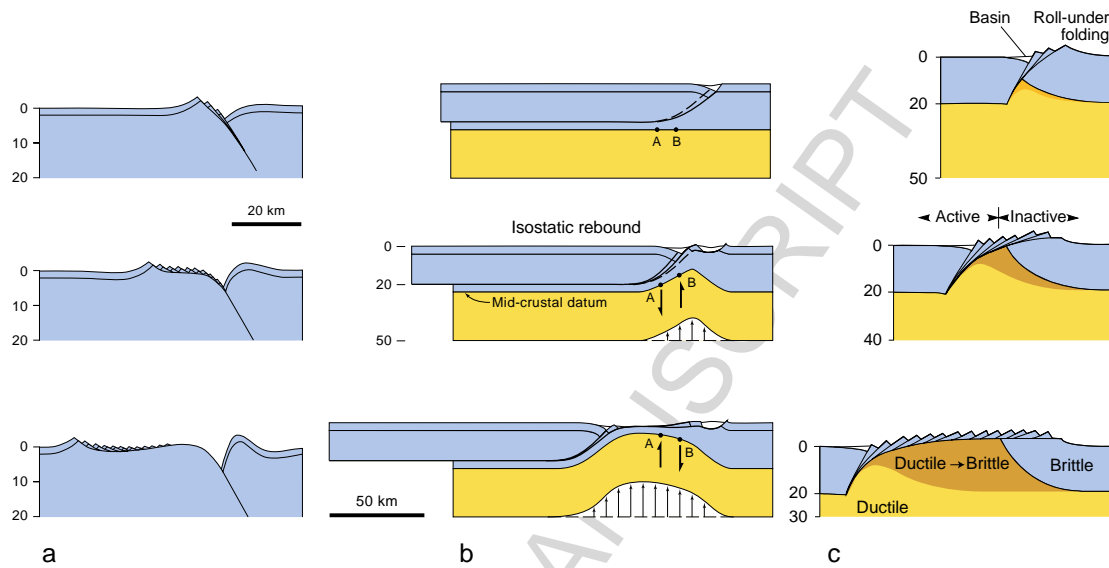 Basin
Roll-under
folding
0
20
50
0
10
20
20 km
A
B
Active
Inactive
0
20
40
Isostatic rebound
0
20
50
A
B
Mid-crustal datum
0
10
20
0
10
20
50 km
A
B
0
20
30
Ductile
Brittle
Brittle
Ductile
a
b
c
ANUSCRIPT